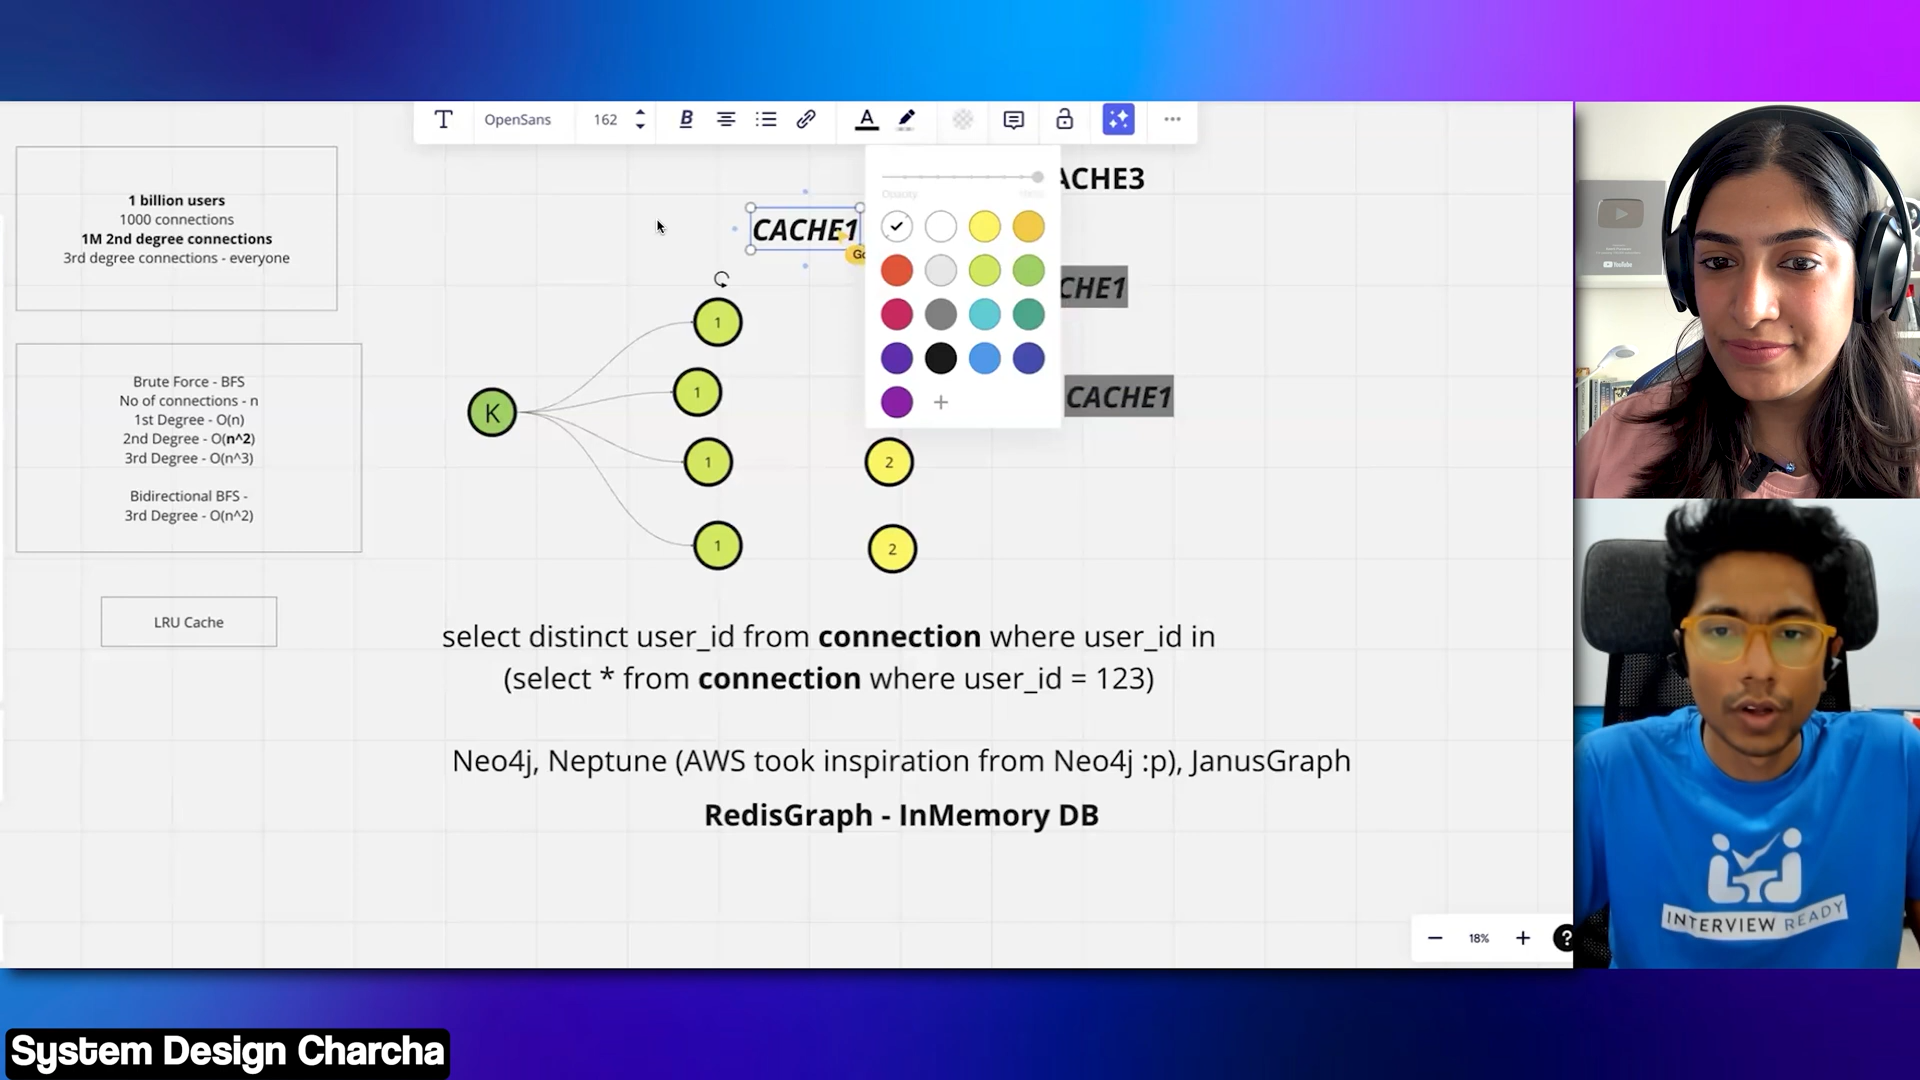 OpenSans
162
B
A
1 billion users
1000 connections
1M 2nd degree connections
3rd degree connections - everyone
Opacity
ACHE3
CACHE1
Go
CHE1
CACHE1
Brute Force - BFS
No of connections - n
1st Degree - O(n)
2nd Degree - O(n^2)
3rd Degree - O(n^3)
Bidirectional BFS -
3rd Degree - O(n^2)
K
1
1
1
1
2
2
LRU Cache
select distinct user_id from connection where user_id in
(select * from connection where user_id = 123)
Neo4j, Neptune (AWS took inspiration from Neo4j :p), JanusGraph
RedisGraph - InMemory DB
18%
?
YouTube
INTERVIEW READY
System Design Charcha